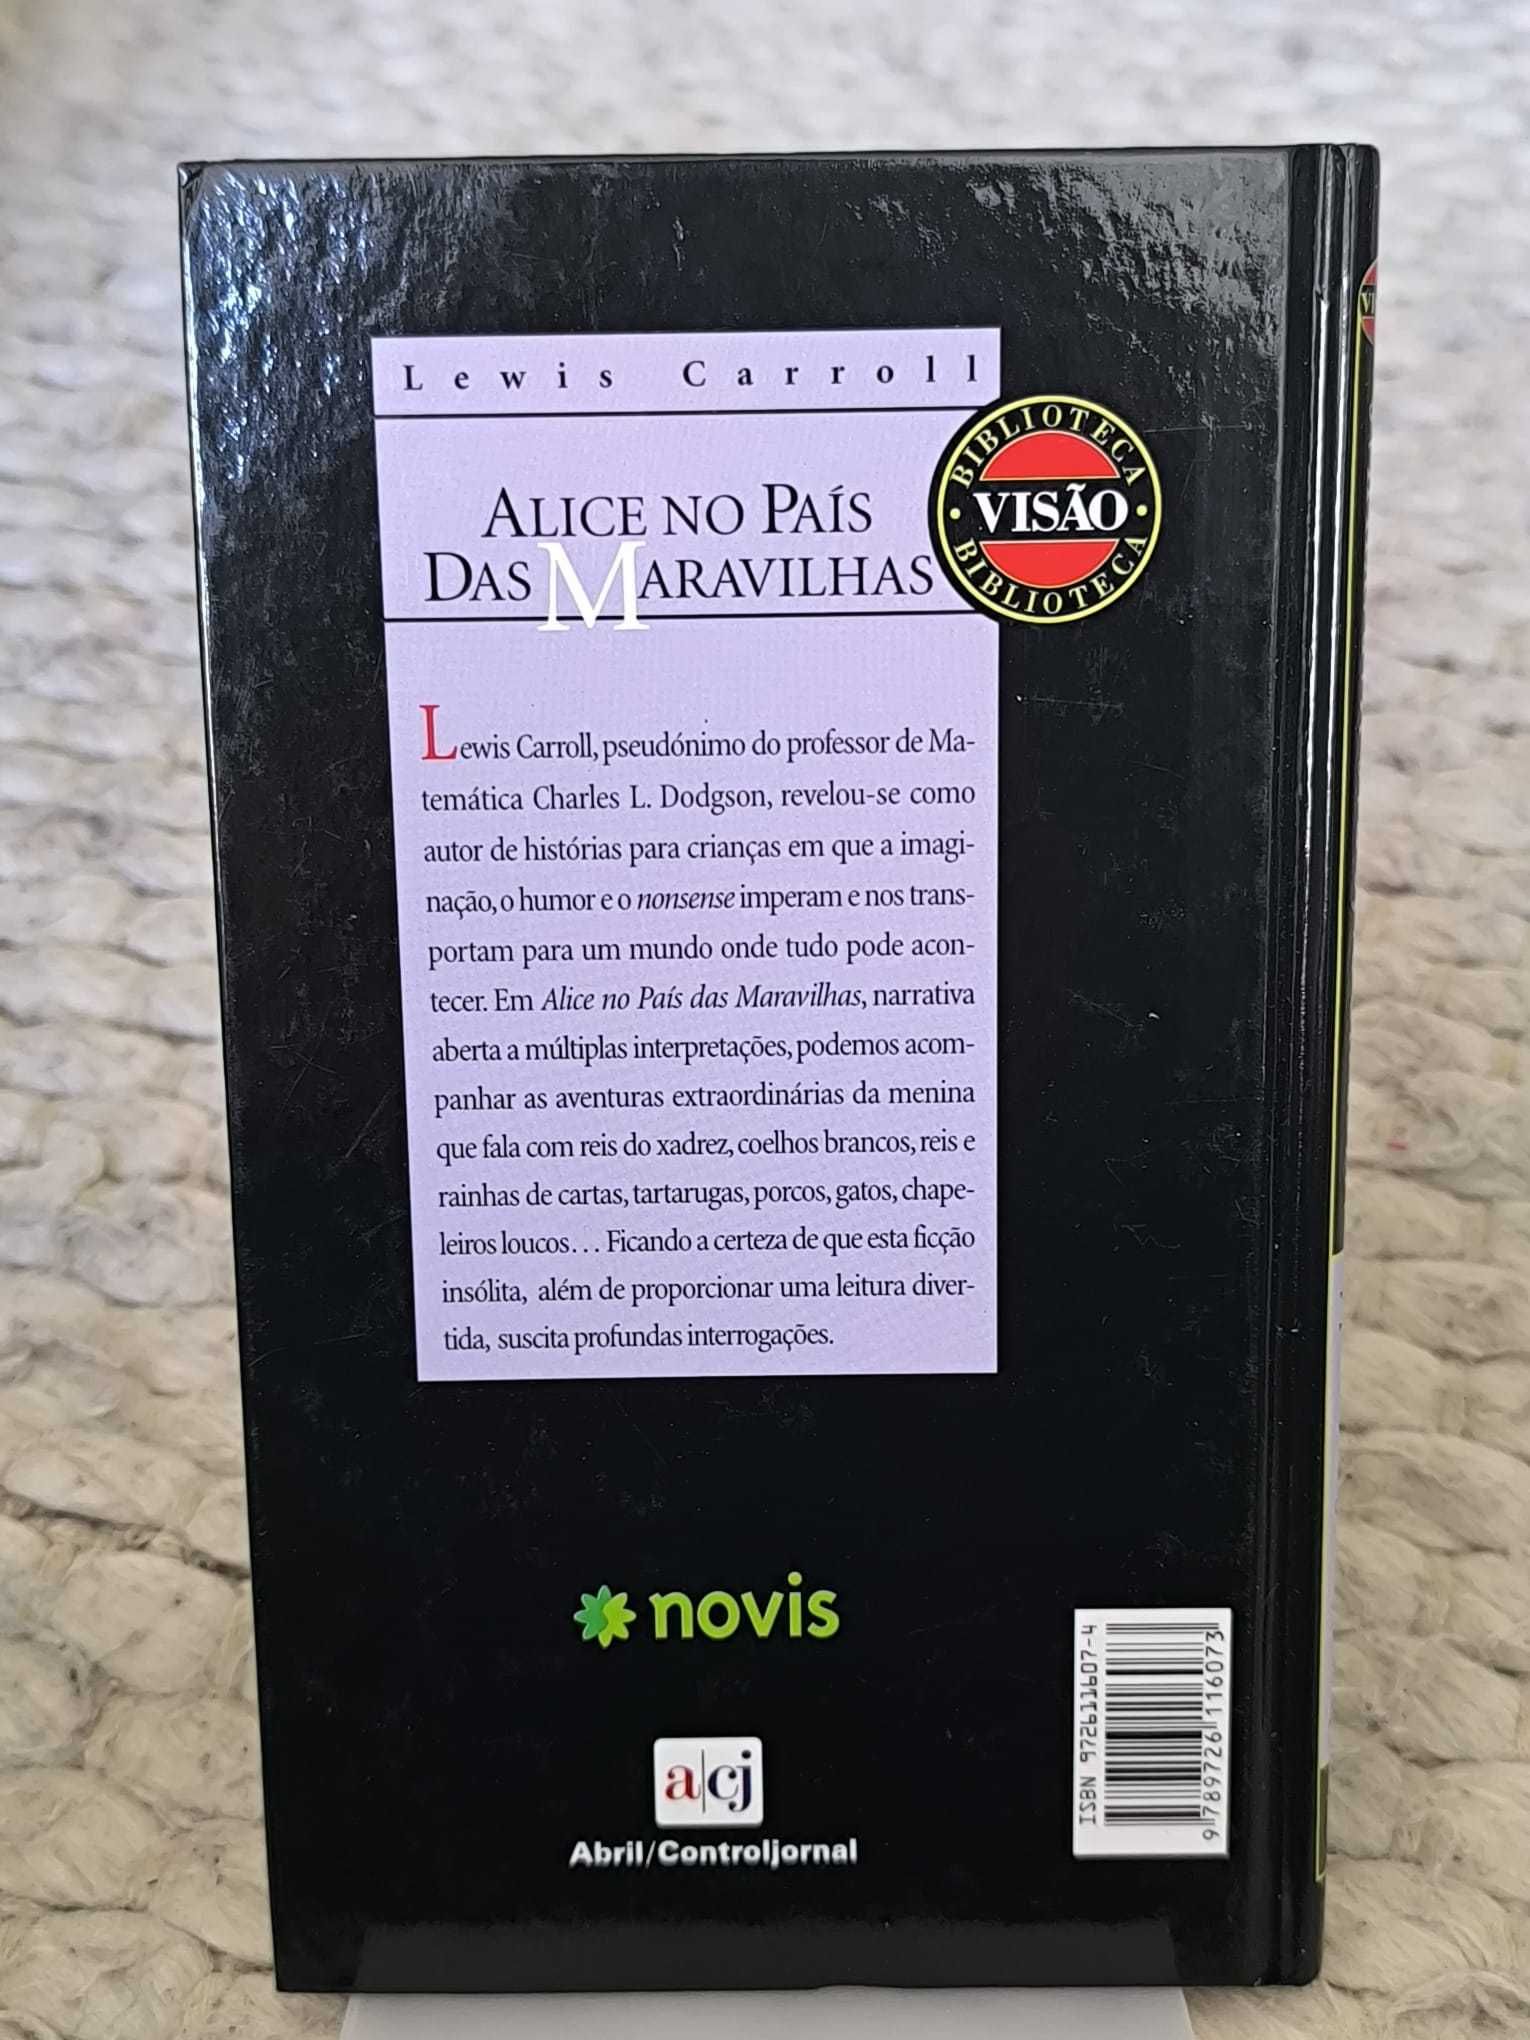 Lewis Carroll
ALICE NO PAÍS
DAS MARAVILHAS
BIBLIOTECA
VISÃO
BIBLIOTECA
Lewis Carroll, pseudónimo do professor de Ma-
temática Charles L. Dodgson, revelou-se como
autor de histórias para crianças em que a imagi-
nação, o humor e o nonsense imperam e nos trans-
portam para um mundo onde tudo pode acon-
tecer. Em Alice no País das Maravilhas, narrativa
aberta a múltiplas interpretações, podemos acom-
panhar as aventuras extraordinárias da menina
que fala com reis do xadrez, coelhos brancos, reis e
rainhas de cartas, tartarugas, porcos, gatos, chape-
leiros loucos... Ficando a certeza de que esta ficção
insólita, além de proporcionar uma leitura diver-
tida, suscita profundas interrogações.
novis
a|cj
Abril/Controljornal
ISBN 972611607-4
9 789726 116073